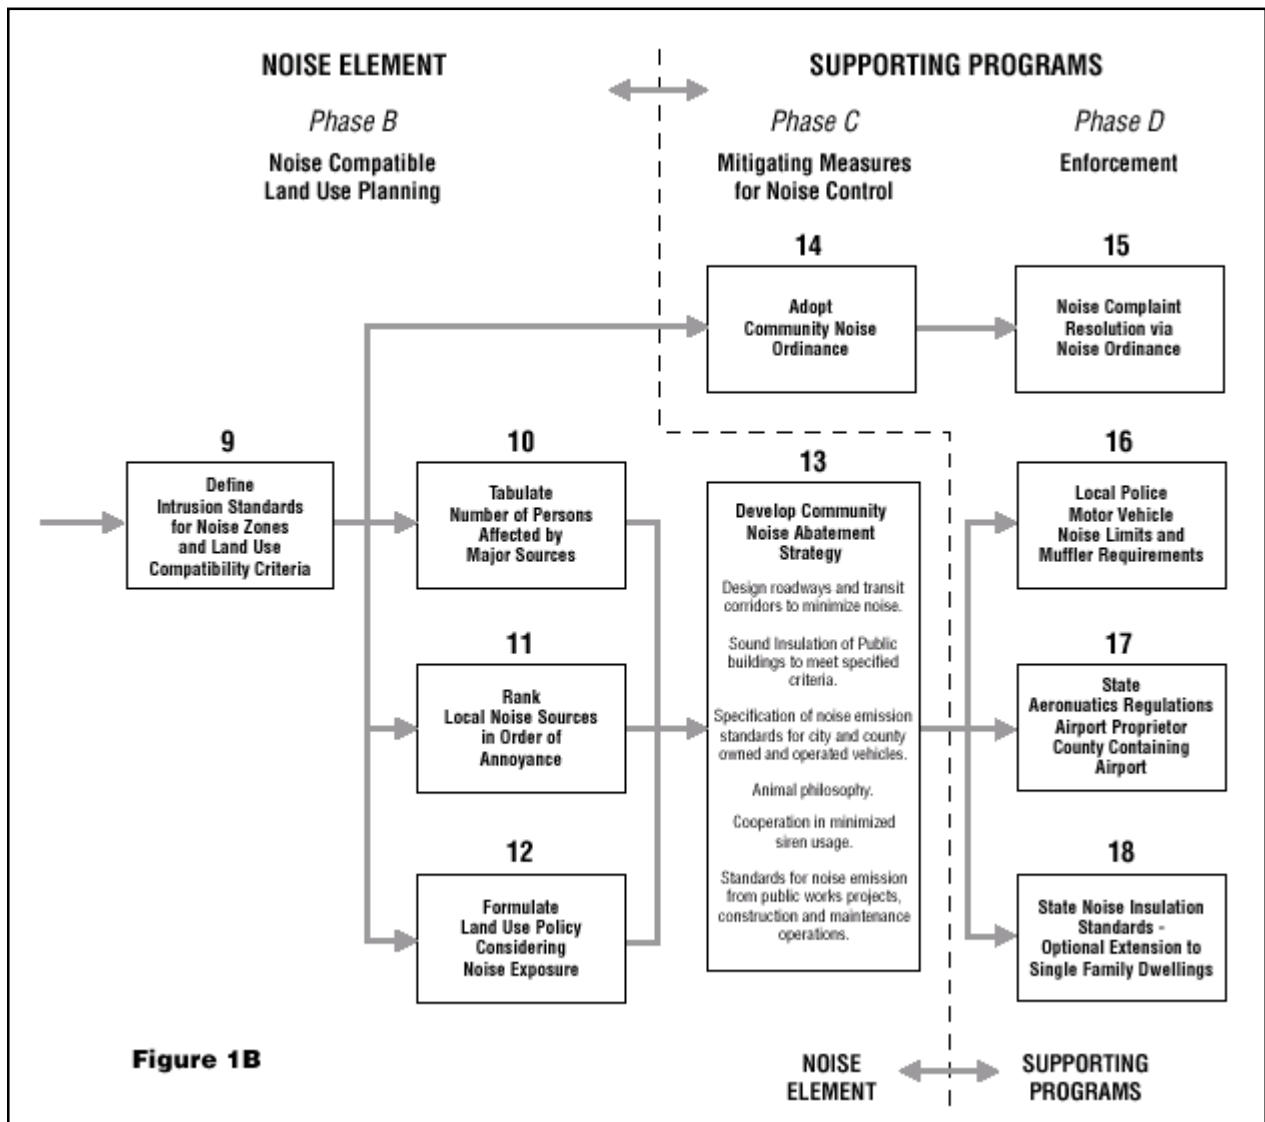 NOISE ELEMENT
SUPPORTING PROGRAMS
Phase B
Noise Compatible
Land Use Planning
Phase C
Mitigating Measures
for Noise Control
Phase D
Enforcement
14
Adopt
Community Noise
Ordinance
15
Noise Complaint
Resolution via
Noise Ordinance
9
Define
Intrusion Standards
for Noise Zones
and Land Use
Compatibility Criteria
10
Tabulate
Number of Persons
Affected by
Major Sources
11
Rank
Local Noise Sources
in Order of
Annoyance
12
Formulate
Land Use Policy
Considering
Noise Exposure
13
Develop Community
Noise Abatement
Strategy
Design roadways and transit
corridors to minimize noise.
Sound Insulation of Public
buildings to meet specified
criteria.
Specification of noise emission
standards for city and county
owned and operated vehicles.
Animal philosophy.
Cooperation in minimized
siren usage.
Standards for noise emission
from public works projects,
construction and maintenance
operations.
16
Local Police
Motor Vehicle
Noise Limits and
Muffler Requirements
17
State
Aeronuatics Regulations
Airport Proprietor
County Containing
Airport
18
State Noise Insulation
Standards -
Optional Extension to
Single Family Dwellings
Figure 1B
NOISE
ELEMENT
SUPPORTING
PROGRAMS